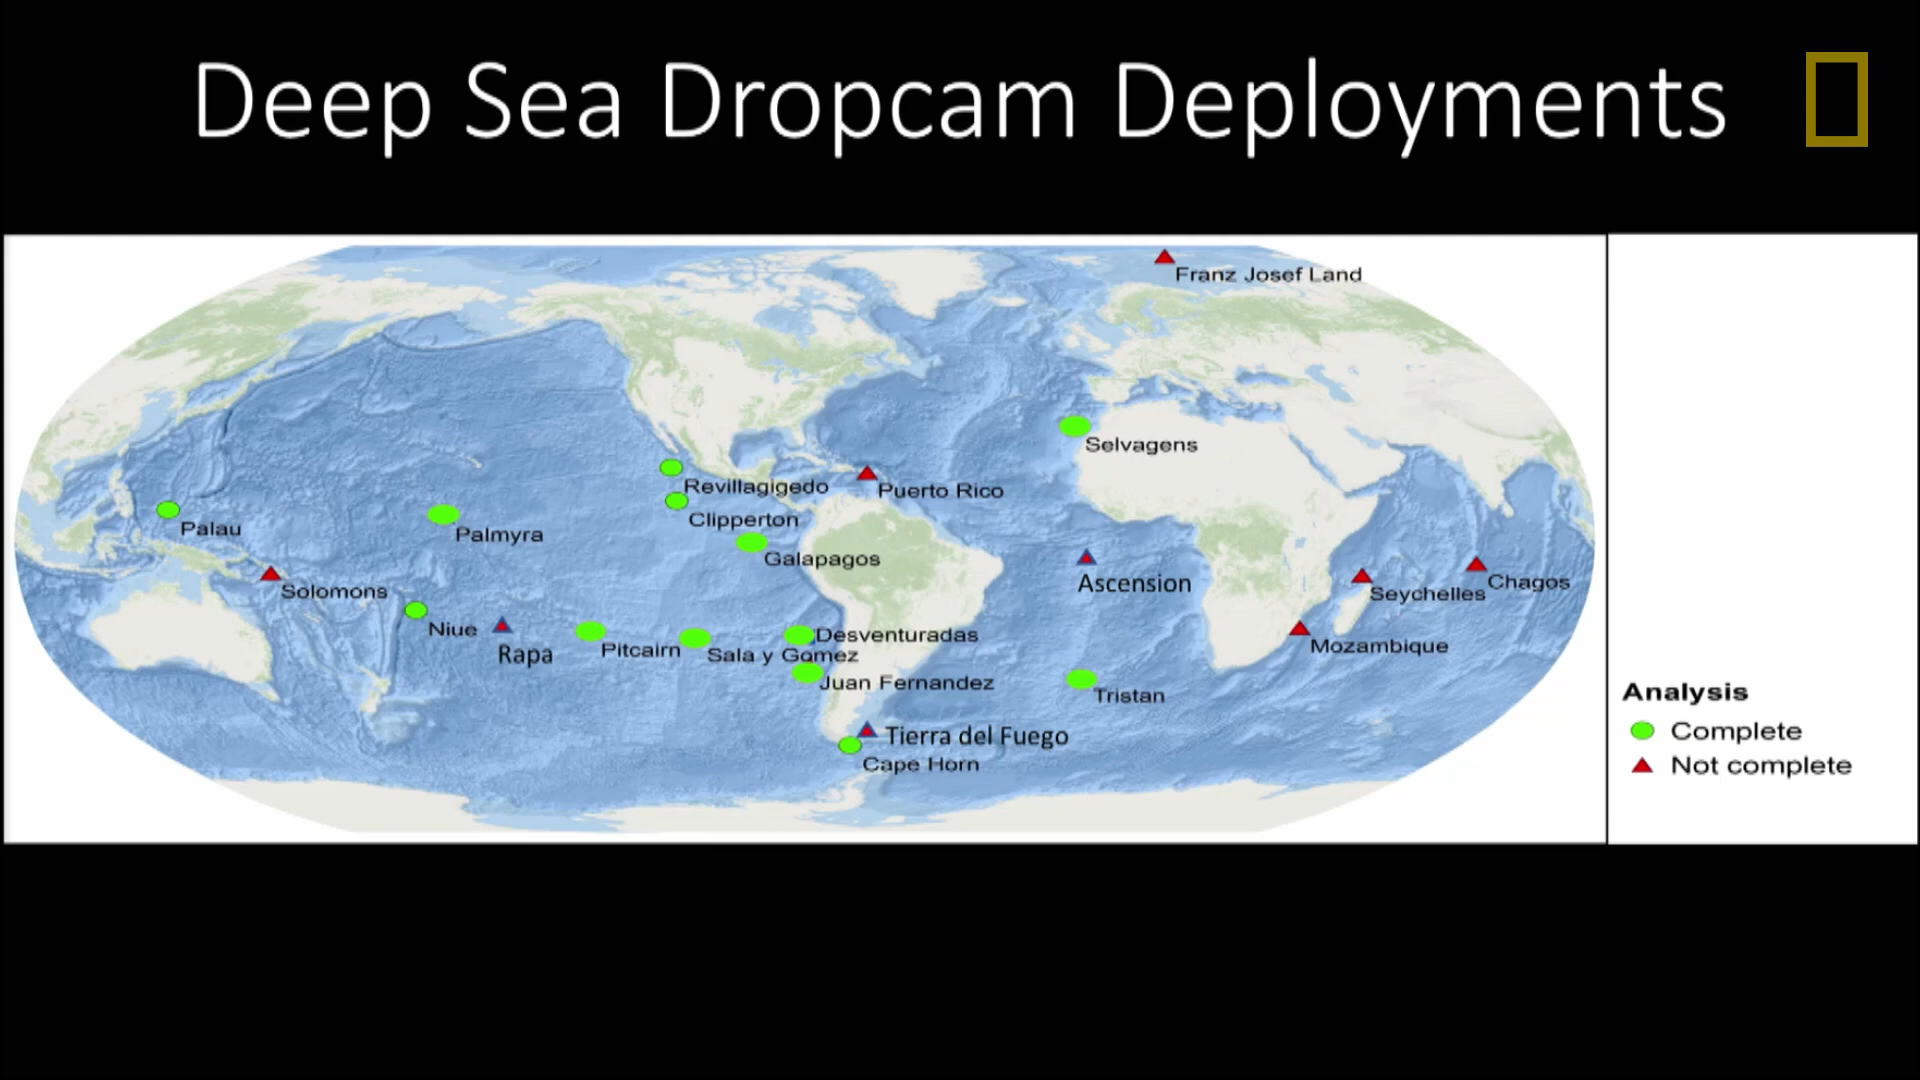 Deep Sea Dropcam Deployments
Franz Josef Land
Selvagens
Revillagigedo
Puerto Rico
Clipperton
Palau
Palmyra
Galapagos
Ascension
Solomons
Seychelles
Chagos
Niue
Rapa
Pitcairn
Sala y Gomez
Desventuradas
Mozambique
Juan Fernandez
Tristan
Tierra del Fuego
Cape Horn
Analysis
Complete
Not complete